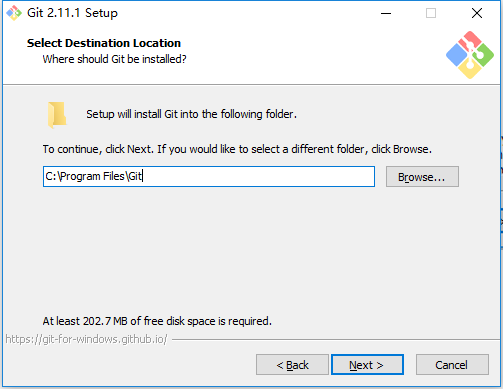 Git 2.11.1 Setup
Select Destination Location
Where should Git be installed?
Setup will install Git into the following folder.
To continue, click Next. If you would like to select a different folder, click Browse.
C:\Program Files\Git
Browse...
At least 202.7 MB of free disk space is required.
https://git-for-windows.github.io/
< Back
Next >
Cancel